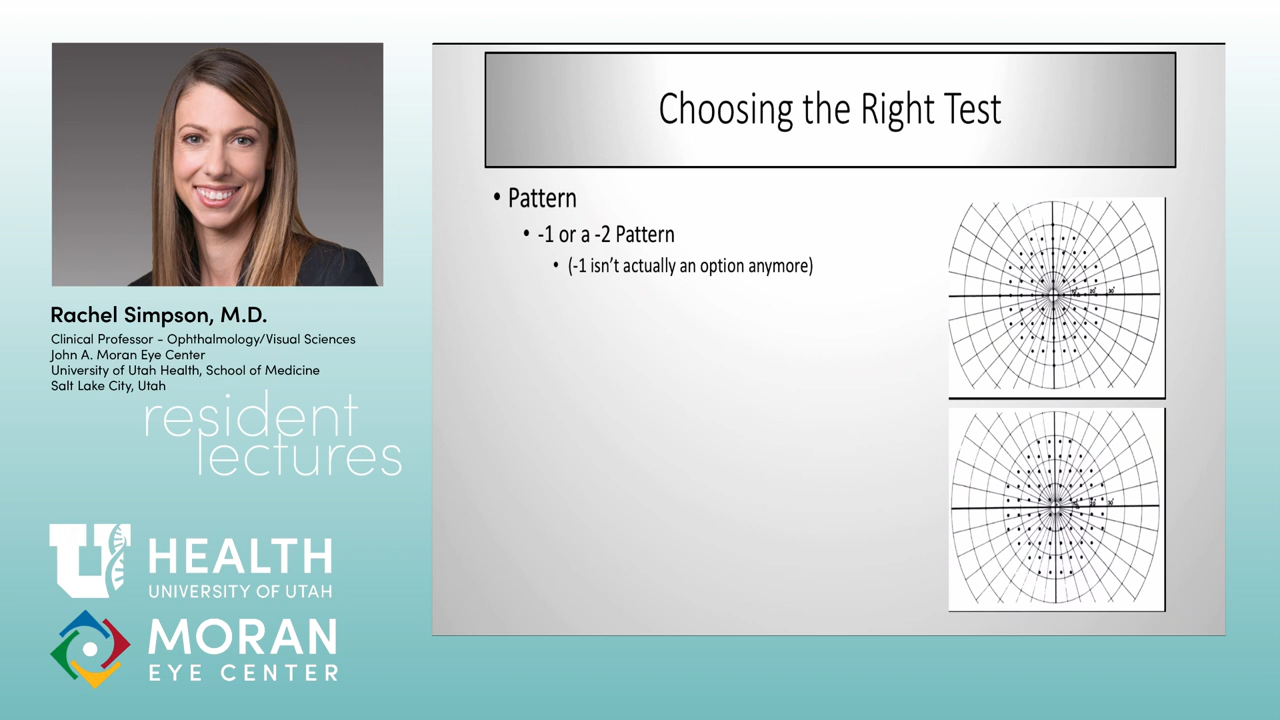 Choosing the Right Test
• Pattern
• -1 or a -2 Pattern
• (-1 isn't actually an option anymore)
Rachel Simpson, M.D.
Clinical Professor - Ophthalmology/Visual Sciences
John A. Moran Eye Center
University of Utah Health, School of Medicine
Salt Lake City, Utah
resident
lectures
U HEALTH
UNIVERSITY OF UTAH
MORAN
EYE CENTER